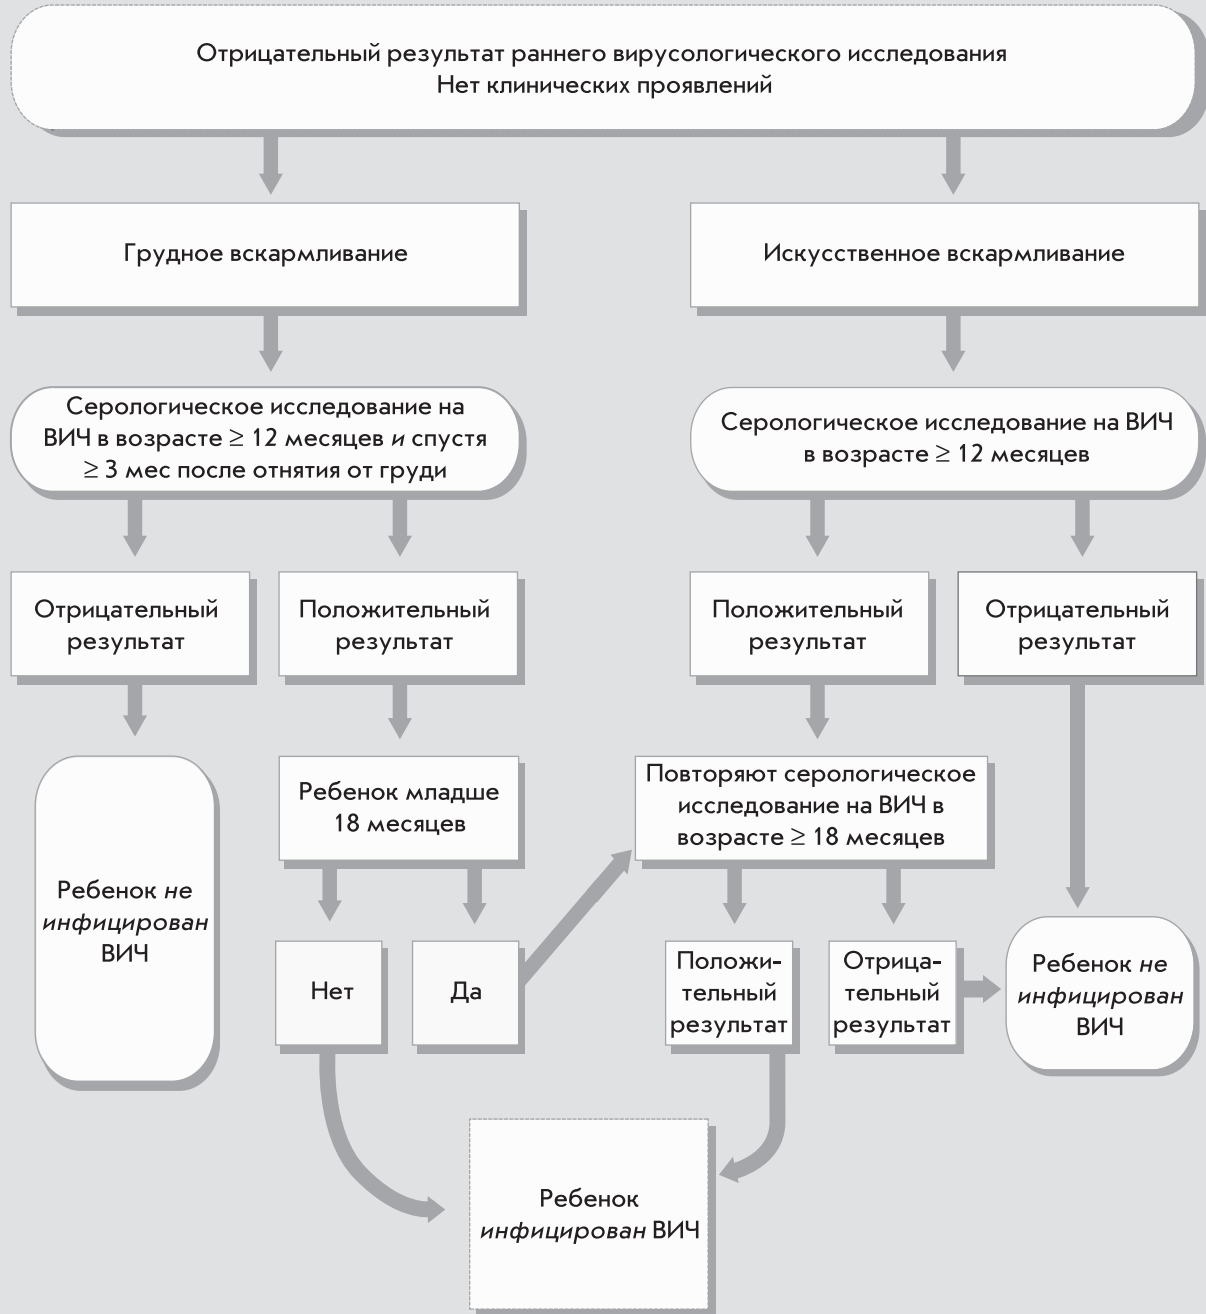 Отрицательный результат раннего вирусологического исследования
Нет клинических проявлений
Грудное вскармливание
Искусственное вскармливание
Серологическое исследование на
ВИЧ в возрасте ≥ 12 месяцев и спустя
≥ 3 мес после отнятия от груди
Серологическое исследование на ВИЧ
в возрасте ≥ 12 месяцев
Отрицательный
результат
Положительный
результат
Положительный
результат
Отрицательный
результат
Ребенок младше
18 месяцев
Повторяют серологическое
исследование на ВИЧ в
возрасте ≥ 18 месяцев
Ребенок не
инфицирован
ВИЧ
Нет
Да
Положи-
тельный
результат
Отрица-
тельный
результат
Ребенок не
инфицирован
ВИЧ
Ребенок
инфицирован ВИЧ